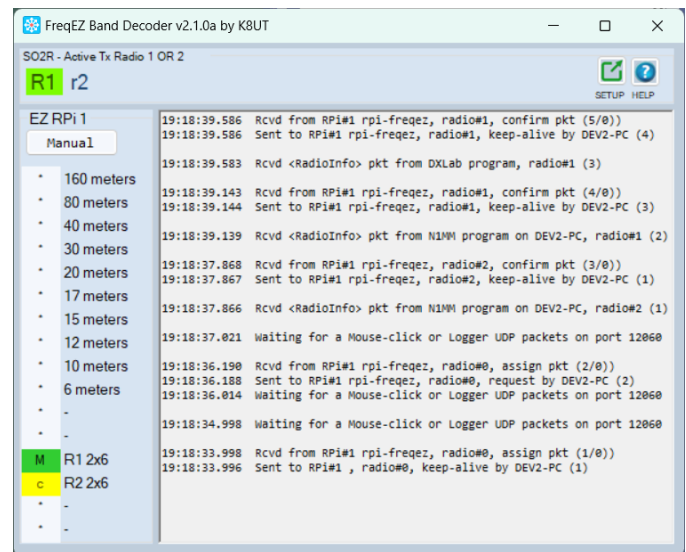 FreqEZ Band Decoder v2.1.0a by K8UT
SO2R - Active Tx Radio 1 OR 2
R1 r2
SETUP HELP
EZ RPi 1
Manual
* 160 meters
* 80 meters
* 40 meters
* 30 meters
* 20 meters
* 17 meters
* 15 meters
* 12 meters
* 10 meters
* 6 meters
* -
* -
M R1 2x6
c R2 2x6
* -
* -
19:18:39.586 Rcvd from RPi#1 rpi-freqez, radio#1, confirm pkt (5/0))
19:18:39.586 Sent to RPi#1 rpi-freqez, radio#1, keep-alive by DEV2-PC (4)
19:18:39.583 Rcvd <RadioInfo> pkt from DXLab program, radio#1 (3)
19:18:39.143 Rcvd from RPi#1 rpi-freqez, radio#1, confirm pkt (4/0))
19:18:39.144 Sent to RPi#1 rpi-freqez, radio#1, keep-alive by DEV2-PC (3)
19:18:39.139 Rcvd <RadioInfo> pkt from N1MM program on DEV2-PC, radio#1 (2)
19:18:37.868 Rcvd from RPi#1 rpi-freqez, radio#2, confirm pkt (3/0))
19:18:37.867 Sent to RPi#1 rpi-freqez, radio#2, keep-alive by DEV2-PC (1)
19:18:37.866 Rcvd <RadioInfo> pkt from N1MM program on DEV2-PC, radio#2 (1)
19:18:37.021 Waiting for a Mouse-click or Logger UDP packets on port 12060
19:18:36.190 Rcvd from RPi#1 rpi-freqez, radio#0, assign pkt (2/0))
19:18:36.188 Sent to RPi#1 rpi-freqez, radio#0, request by DEV2-PC (2)
19:18:36.014 Waiting for a Mouse-click or Logger UDP packets on port 12060
19:18:34.998 Waiting for a Mouse-click or Logger UDP packets on port 12060
19:18:33.998 Rcvd from RPi#1 rpi-freqez, radio#0, assign pkt (1/0))
19:18:33.996 Sent to RPi#1 , radio#0, keep-alive by DEV2-PC (1)